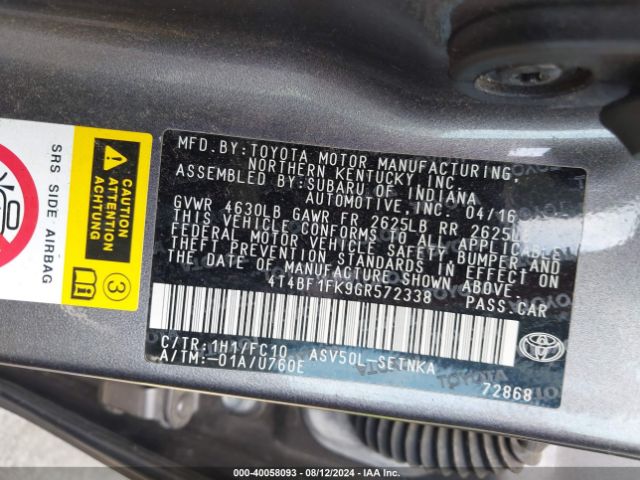 SRS SIDE AIRBAG
CAUTION
ATTENTION
3
MFD.BY:TOYOTA MOTOR MANUFACTURING,
NORTHERN KENTUCKY INC.
ASSEMBLED BY:SUBARU OF INDIANA
AUTOMOTIVE,INC. 04/16
GVWR 4630LB GAWR FR 2625LB RR 2625LB
THIS VEHICLE CONFORMS TO ALL APPLICABLE
FEDERAL MOTOR VEHICLE SAFETY, BUMPER, AND
THEFT PREVENTION STANDARDS IN EFFECT ON
THE DATE OF MANUFACTURE SHOWN ABOVE.
4T4BF1FK9GR572338 PASS.CAR
C/TR:1H1/FC10 ASV50L-SETNKA
A/TM:-01A/U760E
TOYOTA
72868
000-40058093 - 08/12/2024 - IAA Inc.